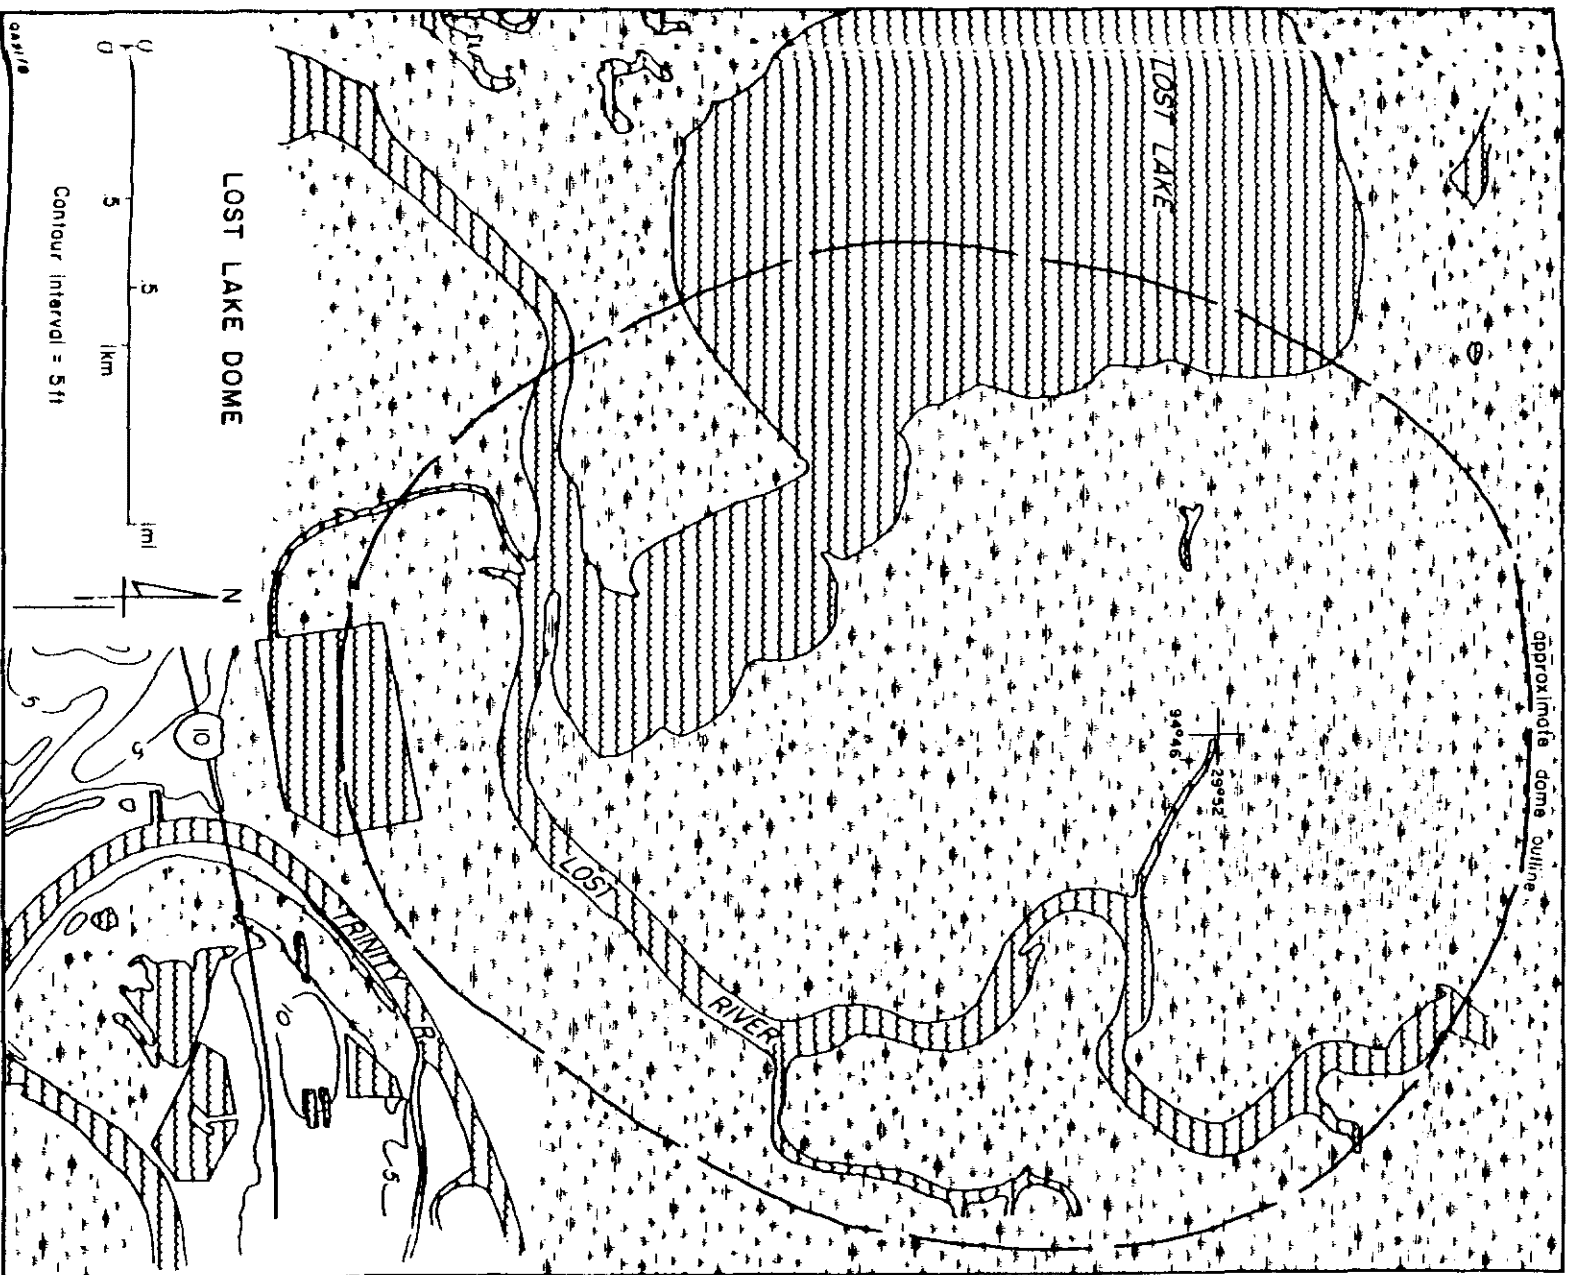 LOST LAKE
approximate dome outline
29°52'
94°46'
LOST
RIVER
TRINITY R.
10
5
5
10
5
N
LOST LAKE DOME
0 .5 1mi
0 .5 1km
Contour interval = 5ft